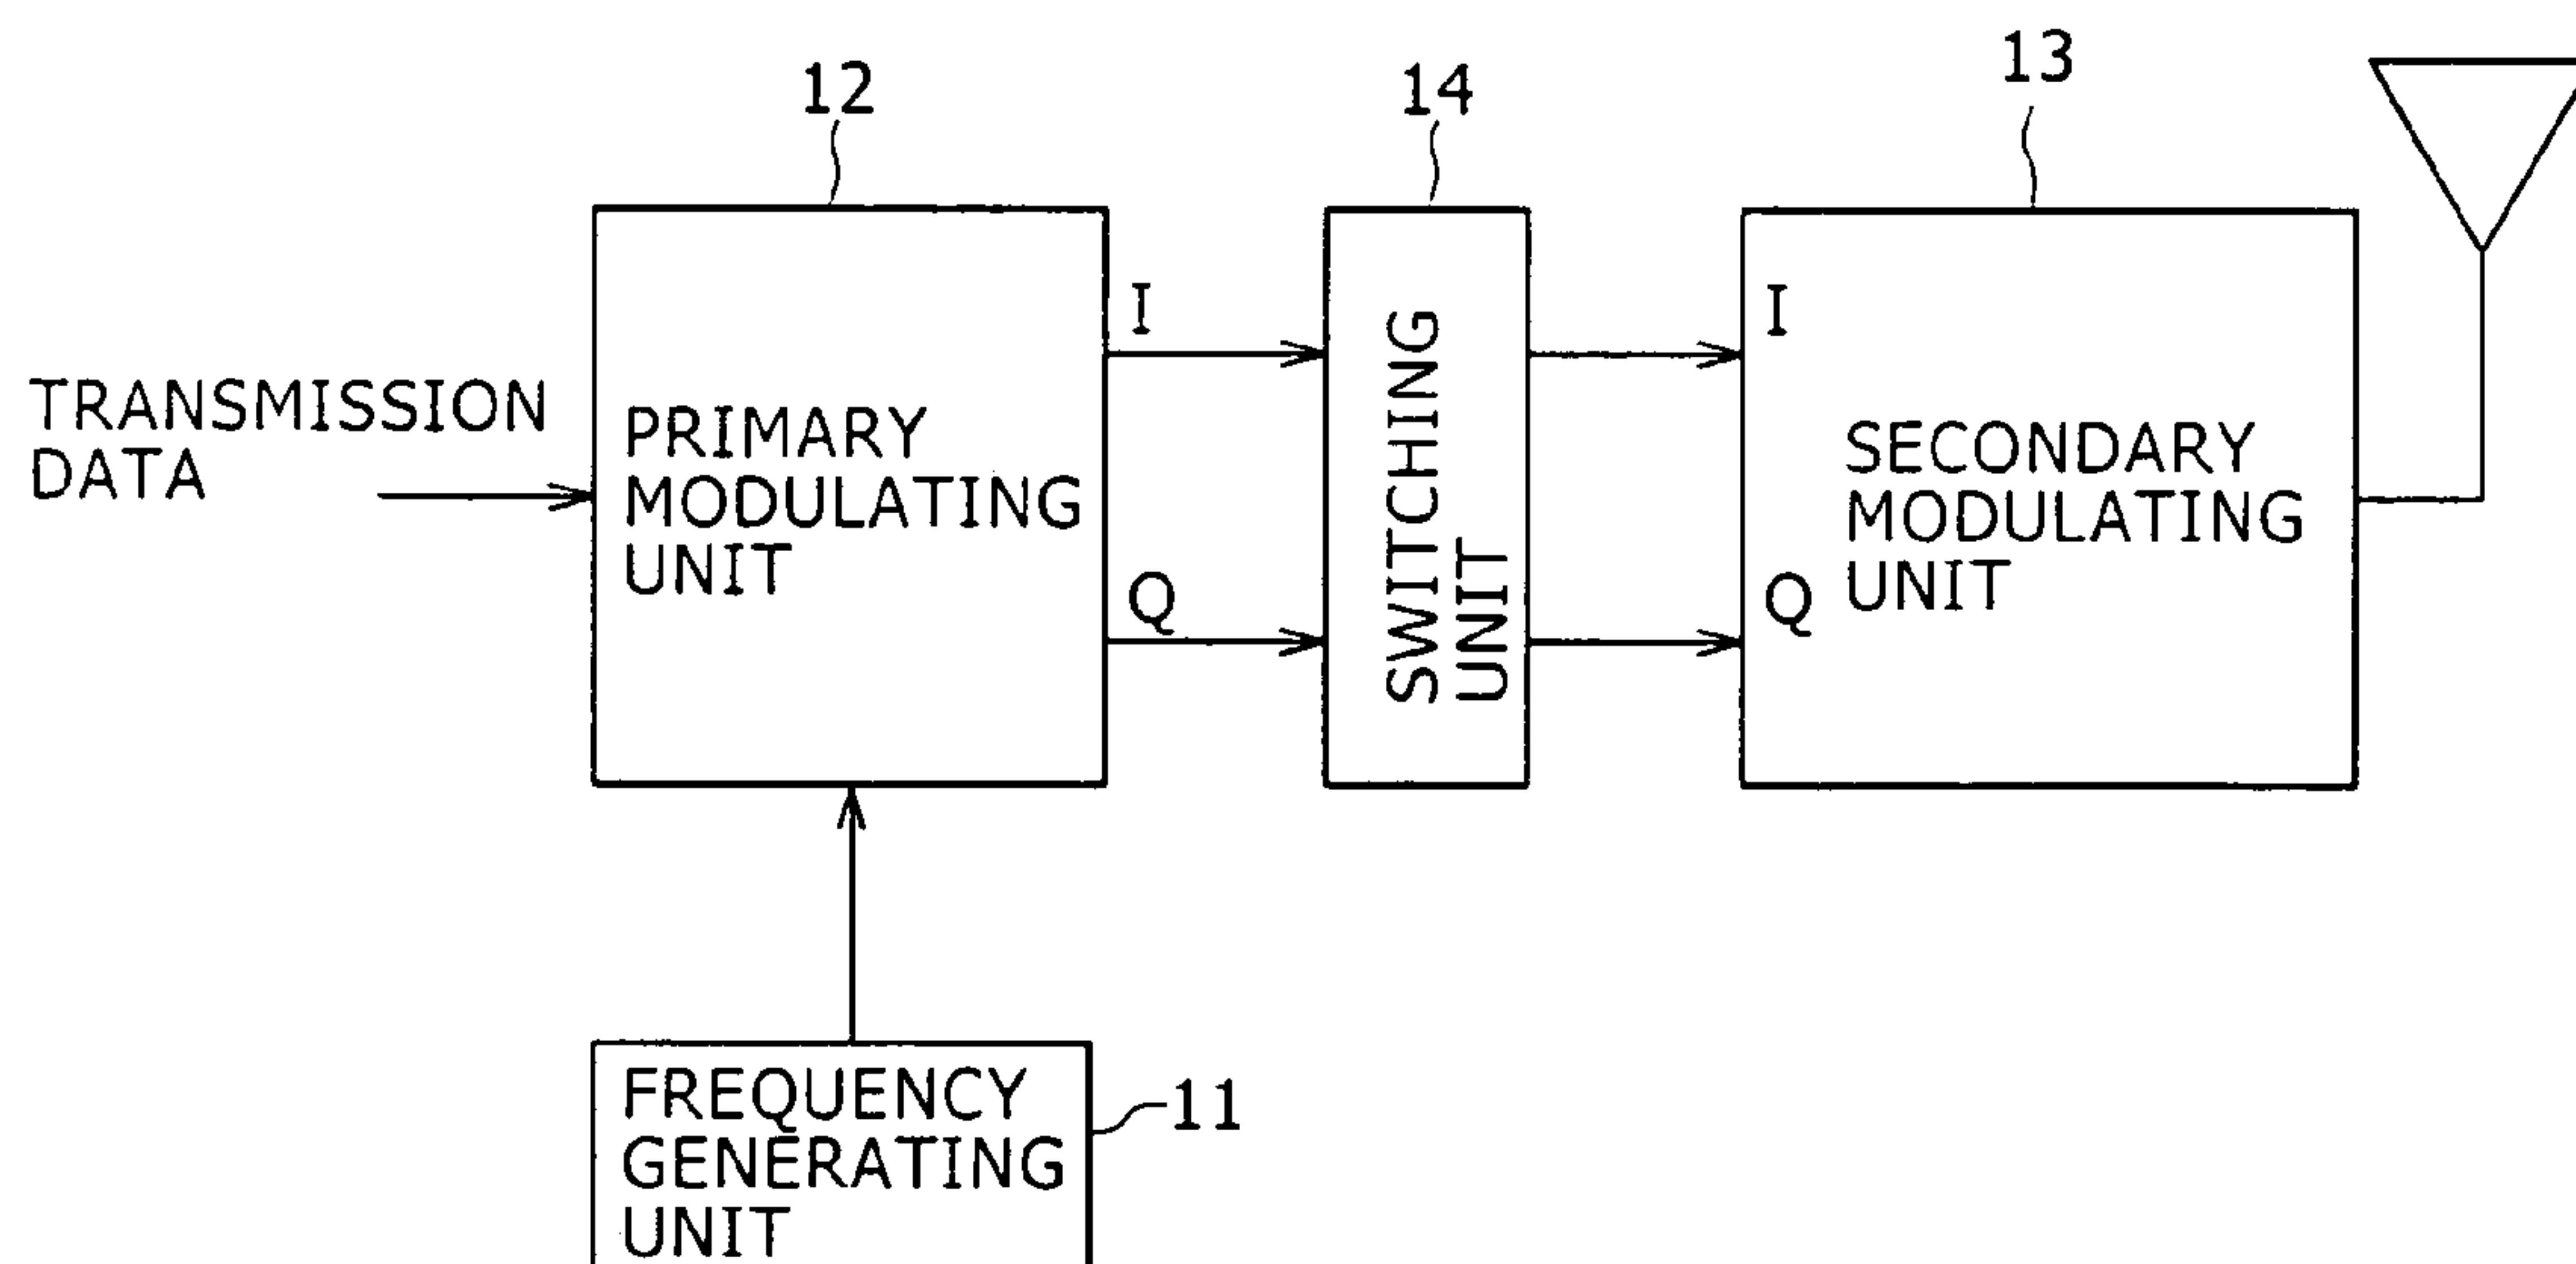 12
14
13
TRANSMISSION
DATA
PRIMARY
MODULATING
UNIT
I
Q
SWITCHING
UNIT
I
Q
SECONDARY
MODULATING
UNIT
FREQUENCY
GENERATING
UNIT
11